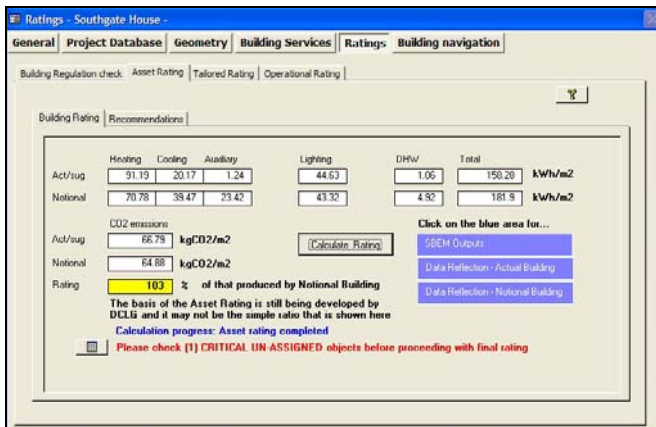 Ratings - Southgate House -
General Project Database Geometry Building Services Ratings Building navigation
Building Regulation check Asset Rating Tailored Rating Operational Rating
?
Building Rating Recommendations
Heating Cooling Auxiliary Lighting DHW Total
Act/sug 91.19 20.17 1.24 44.63 1.06 158.28 kWh/m2
Notional 70.78 39.47 23.42 43.32 4.92 181.9 kWh/m2
CO2 emissions Click on the blue area for...
Act/sug 66.79 kgCO2/m2 Calculate Rating SBEM Outputs
Notional 64.88 kgCO2/m2 Data Reflection - Actual Building
Rating 103 % of that produced by Notional Building Data Reflection - Notional Building
The basis of the Asset Rating is still being developed by
DCLG and it may not be the simple ratio that is shown here
Calculation progress: Asset rating completed
Please check (1) CRITICAL UN-ASSIGNED objects before proceeding with final rating